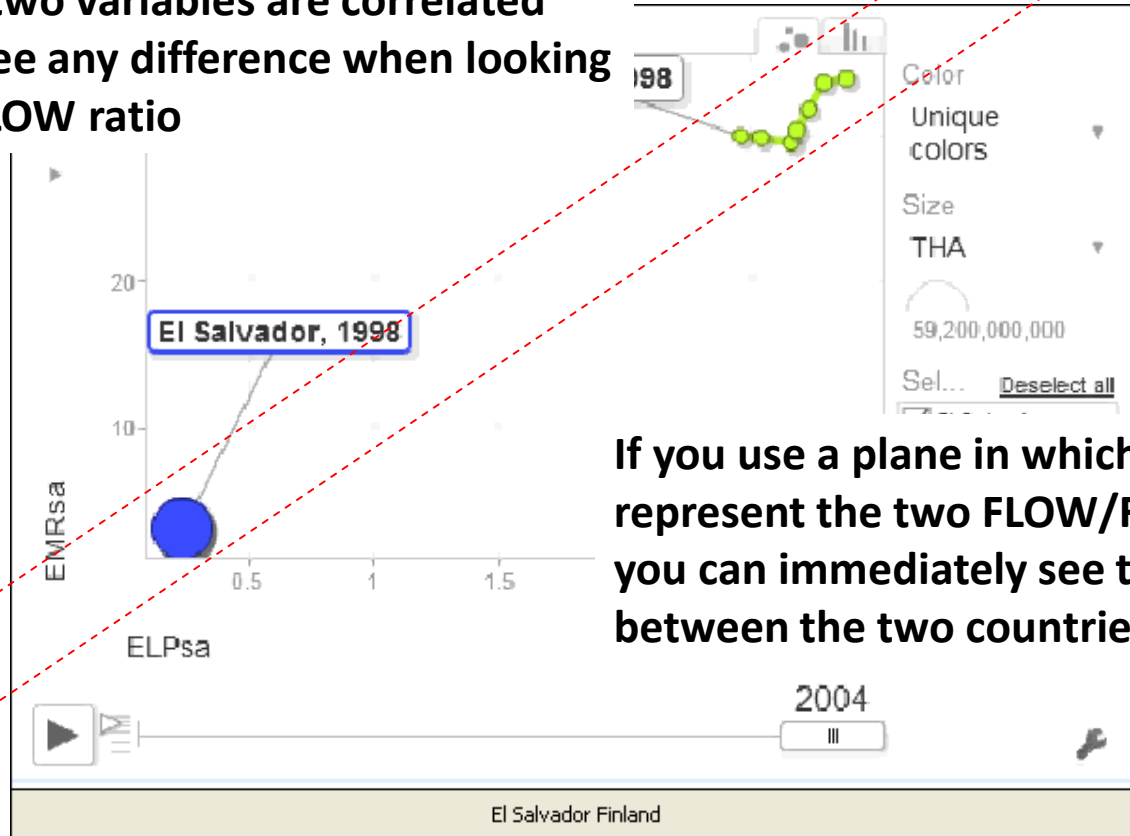 two variables are correlated
ee any difference when looking
LOW ratio
998
Color
Unique
colors
Size
THA
59,200,000,000
Sel... Deselect all
20
El Salvador, 1998
10
EMRsa
0.5 1 1.5
ELPsa
If you use a plane in which
represent the two FLOW/
you can immediately see t
between the two countrie
2004
El Salvador Finland